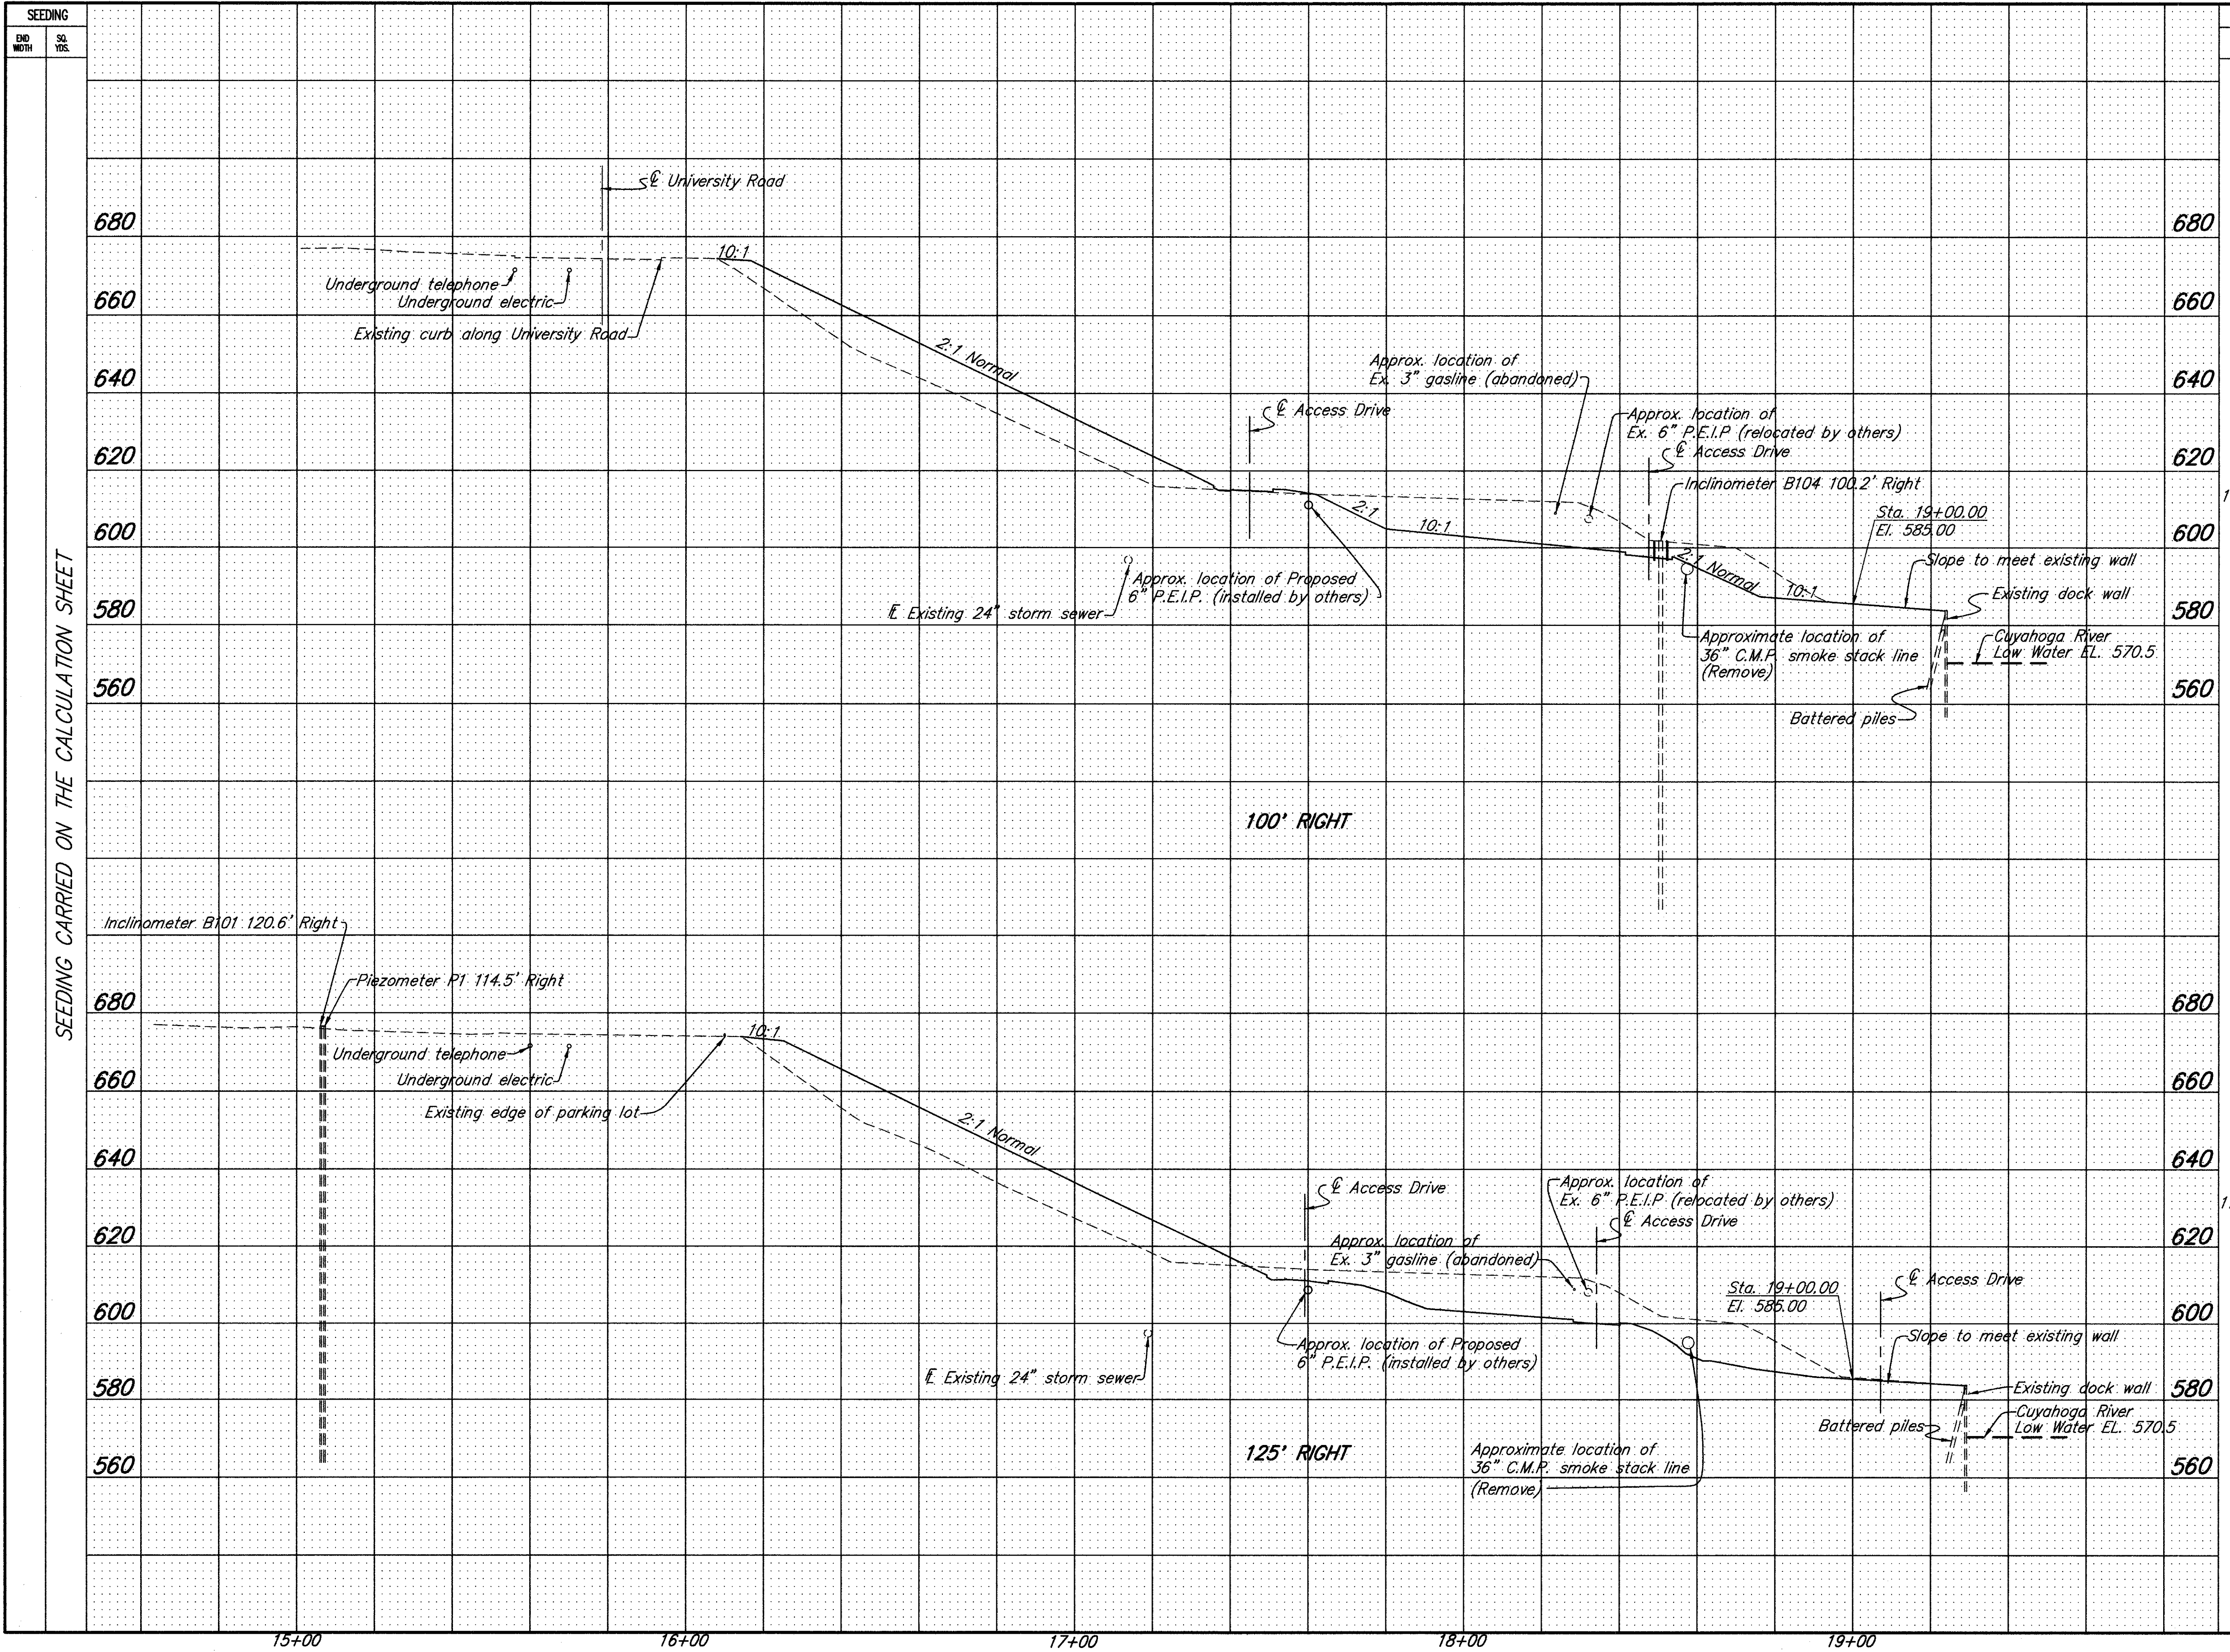 SEEDING
END WIDTH
SQ. YDS.
SEEDING CARRIED ON THE CALCULATION SHEET
℄ University Road
680
680
10:1
Underground telephone
Underground electric
660
660
Existing curb along University Road
2:1 Normal
Approx. location of
Ex. 3" gasline (abandoned)
640
640
℄ Access Drive
Approx. location of
Ex. 6" P.E.I.P (relocated by others)
℄ Access Drive
620
620
Inclinometer B104 100.2' Right
2:1
10:1
Sta. 19+00.00
El. 585.00
600
600
2:1 Normal
Slope to meet existing wall
Approx. location of Proposed
6" P.E.I.P. (installed by others)
10:1
Existing dock wall
℄ Existing 24" storm sewer
580
580
Approximate location of
36" C.M.P. smoke stack line
(Remove)
Cuyahoga River
Low Water EL. 570.5
560
560
Battered piles
100' RIGHT
Inclinometer B101 120.6' Right
Piezometer P1 114.5' Right
680
680
10:1
Underground telephone
Underground electric
660
660
Existing edge of parking lot
2:1 Normal
640
640
℄ Access Drive
Approx. location of
Ex. 6" P.E.I.P (relocated by others)
℄ Access Drive
620
620
Approx. location of
Ex. 3" gasline (abandoned)
℄ Access Drive
Sta. 19+00.00
El. 585.00
600
600
Approx. location of Proposed
6" P.E.I.P. (installed by others)
Slope to meet existing wall
℄ Existing 24" storm sewer
580
580
Existing dock wall
Cuyahoga River
Low Water EL. 570.5
Battered piles
125' RIGHT
Approximate location of
36" C.M.P. smoke stack line
(Remove)
560
560
15+00
16+00
17+00
18+00
19+00